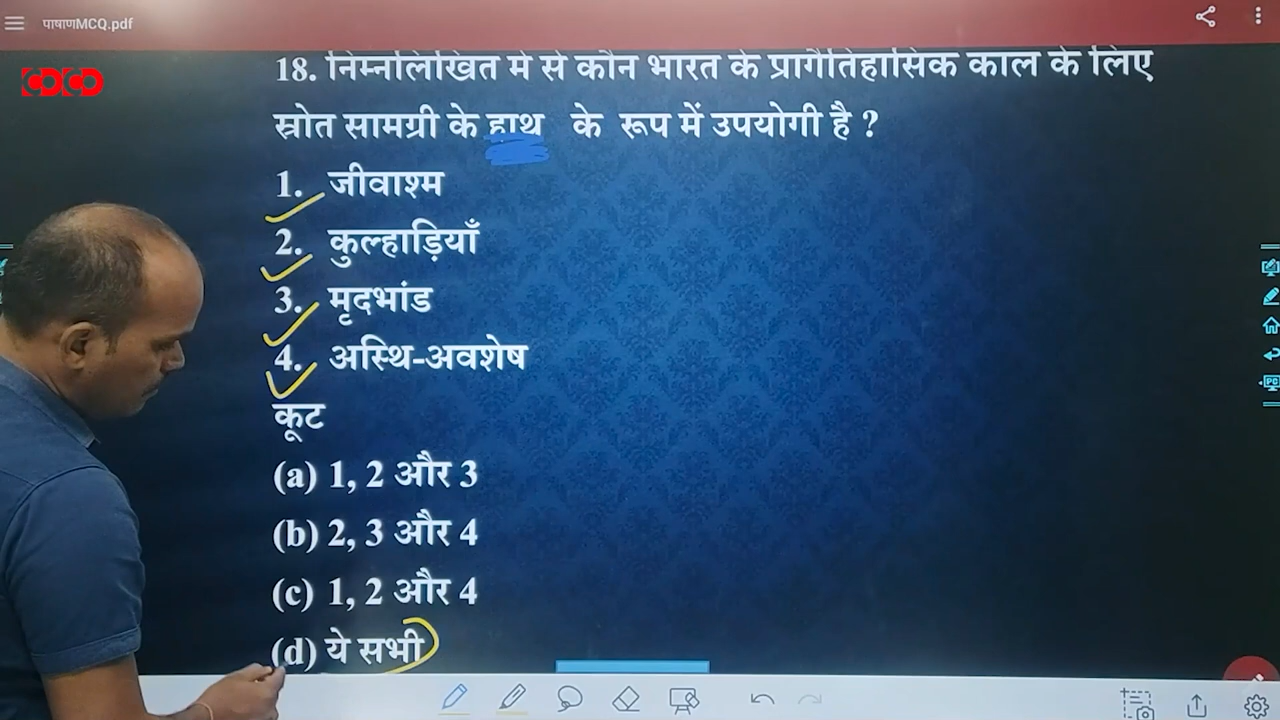 पाषाणMCQ.pdf
18. निम्नलिखित में से कौन भारत के प्रागैतिहासिक काल के लिए
स्रोत सामग्री के हाथ के रूप में उपयोगी है ?
1. जीवाश्म
2. कुल्हाड़ियाँ
3. मृदभांड
4. अस्थि-अवशेष
कूट
(a) 1, 2 और 3
(b) 2, 3 और 4
(c) 1, 2 और 4
(d) ये सभी